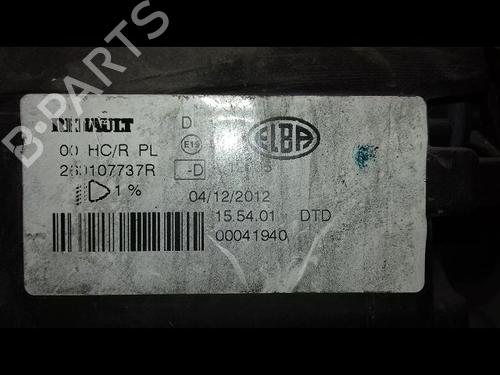 B-PARTS
RENAULT
D
ELBA
00 HC/R PL
E19
260107737R
-D
1 %
04/12/2012
15.54.01 DTD
00041940